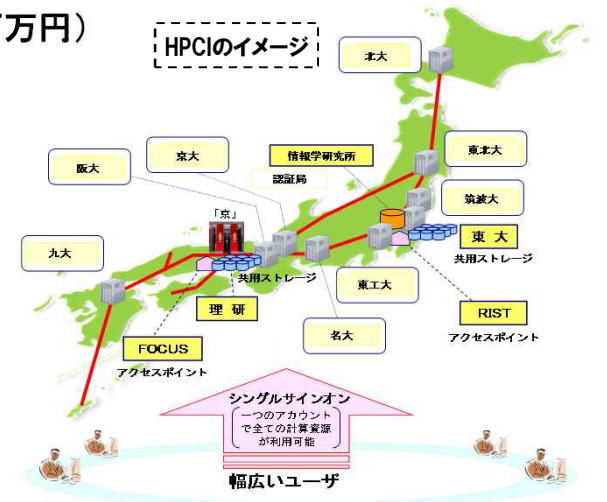 万円）
HPCIのイメージ
北大
京大
情報学研究所
東北大
阪大
認証局
筑波大
「京」
九大
東 大
共用ストレージ
共用ストレージ
東工大
理 研
RIST
名大
FOCUS
アクセスポイント
アクセスポイント
シングルサインオン
一つのアカウント
で全ての計算資源
が利用可能
幅広いユーザ